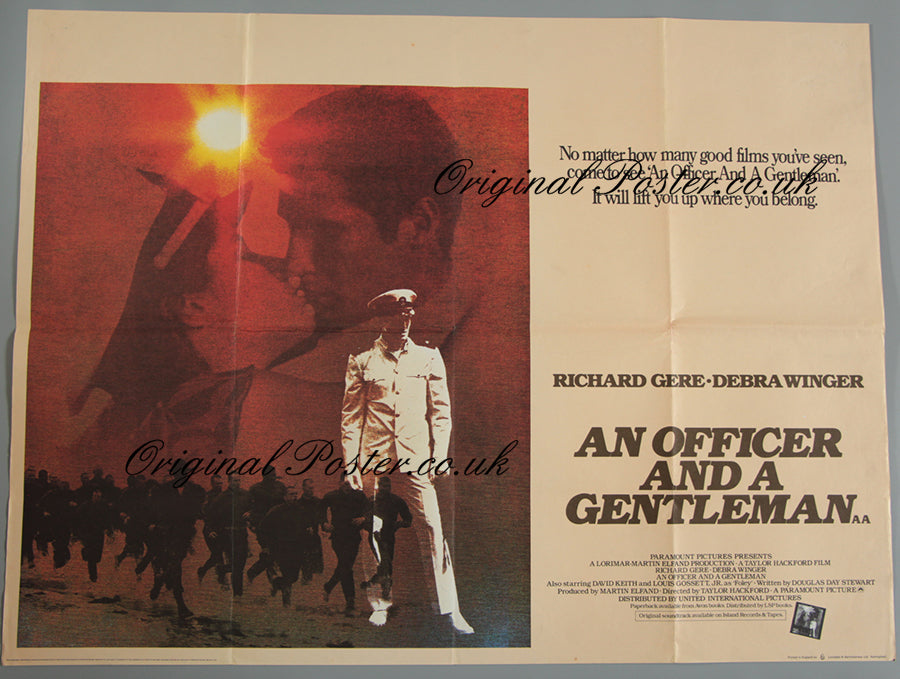 No matter how many good films you've seen,
come to see 'An Officer And A Gentleman'.
It will lift you up where you belong.
Original Poster.co.uk
RICHARD GERE·DEBRA WINGER
AN OFFICER
AND A
GENTLEMAN AA
Original Poster.co.uk
PARAMOUNT PICTURES PRESENTS
A LORIMAR-MARTIN ELFAND PRODUCTION · A TAYLOR HACKFORD FILM
RICHARD GERE · DEBRA WINGER
AN OFFICER AND A GENTLEMAN
Also starring DAVID KEITH and LOUIS GOSSETT, JR. as 'Foley' · Written by DOUGLAS DAY STEWART
Produced by MARTIN ELFAND · Directed by TAYLOR HACKFORD · A PARAMOUNT PICTURE
DISTRIBUTED BY UNITED INTERNATIONAL PICTURES
Paperback available from Avon books. Distributed by LSP books.
Original soundtrack available on Island Records & Tapes.